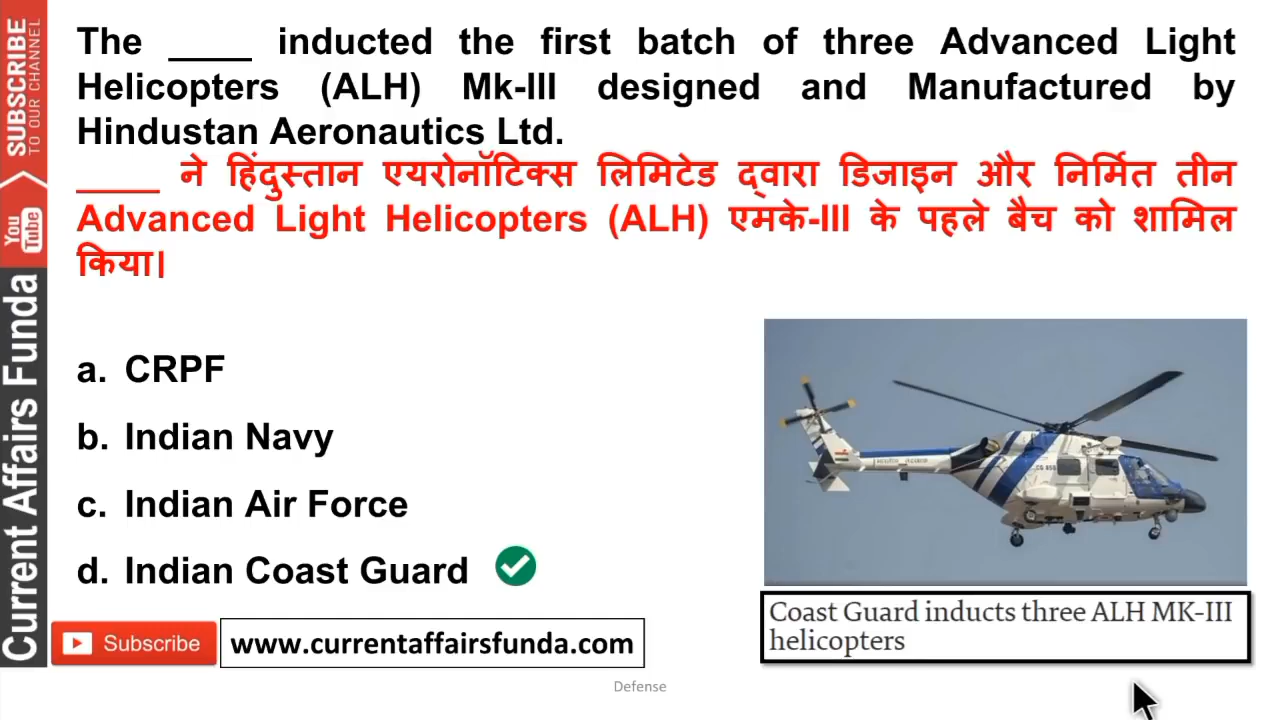 The ____ inducted the first batch of three Advanced Light
Helicopters (ALH) Mk-III designed and Manufactured by
Hindustan Aeronautics Ltd.
____ ने हिंदुस्तान एयरोनॉटिक्स लिमिटेड द्वारा डिजाइन और निर्मित तीन
Advanced Light Helicopters (ALH) एमके-III के पहले बैच को शामिल
किया।
a. CRPF
b. Indian Navy
c. Indian Air Force
d. Indian Coast Guard
Coast Guard inducts three ALH MK-III
helicopters
Subscribe
www.currentaffairsfunda.com
Defense
SUBSCRIBE
TO OUR CHANNEL
You
Tube
Current Affairs Funda